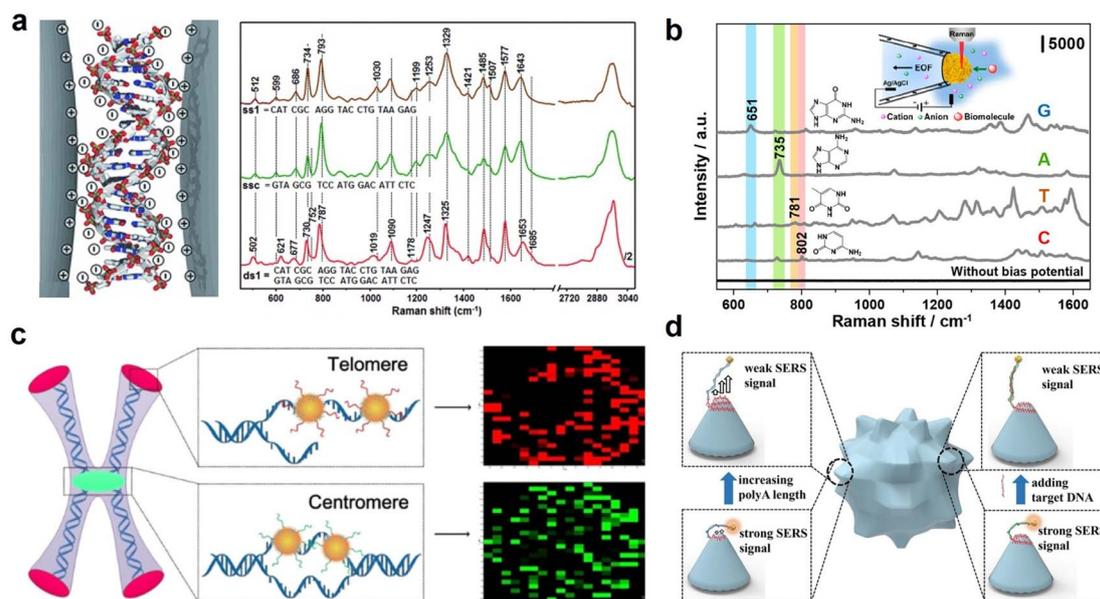 a
512
599
686
734
793
1030
1199
1253
1329
1421
1485
1507
1577
1643
ss1 =CAT CGC AGG TAC CTG TAA GAG
ssc = GTA GCG TCC ATG GAC ATT CTC
502
621
677
730
752
787
1019
1090
1178
1247
1325
1653
1685
/2
ds1 = CAT CGC AGG TAC CTG TAA GAG
GTA GCG TCC ATG GAC ATT CTC
600 800 1000 1200 1400 1600 2720 2880 3040
Raman shift (cm-1)
b
Intensity / a.u.
Raman
5000
EOF
Ag/AgCl
Cation Anion Biomolecule
651
G
735
A
781
T
802
C
Without bias potential
600 800 1000 1200 1400 1600
Raman shift / cm-1
c
Telomere
Centromere
d
weak SERS
signal
increasing
polyA length
strong SERS
signal
weak SERS
signal
adding
target DNA
strong SERS
signal